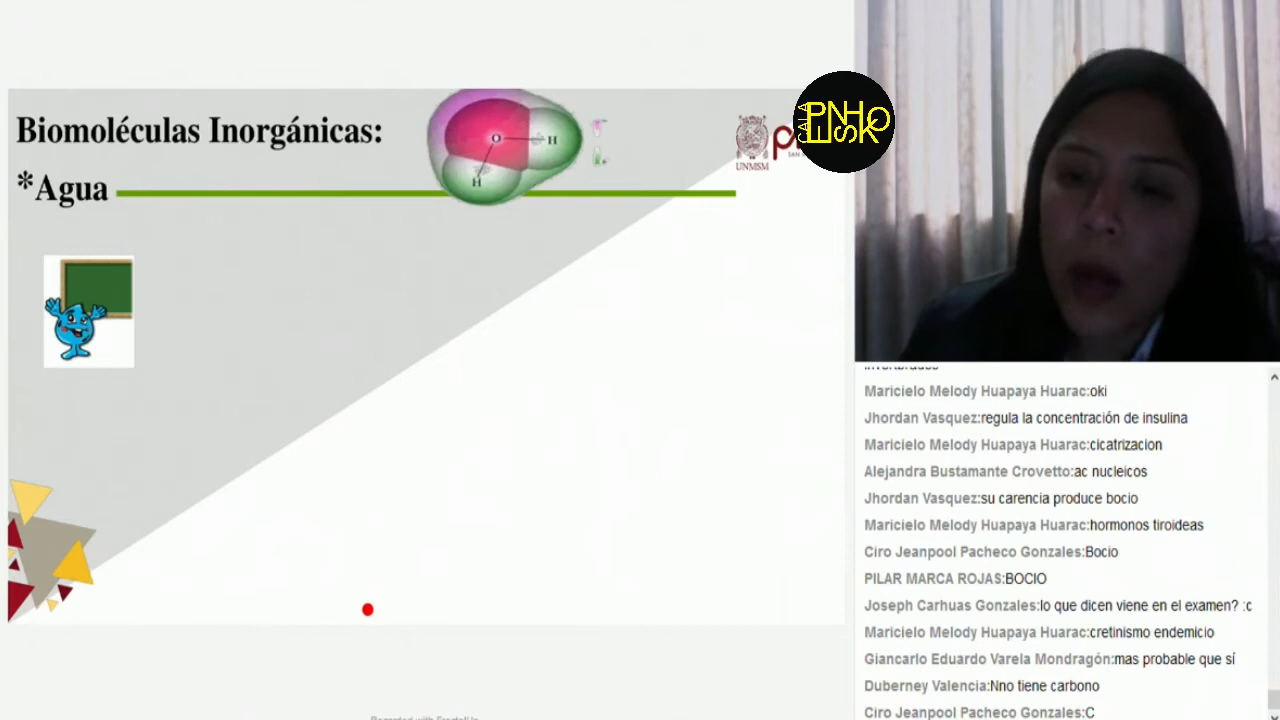 Biomoléculas Inorgánicas:
*Agua
O
H
H
UNMSM
CALA
PNHO
ESK
Maricielo Melody Huapaya Huarac:oki
Jhordan Vasquez:regula la concentración de insulina
Maricielo Melody Huapaya Huarac:cicatrizacion
Alejandra Bustamante Crovetto:ac nucleicos
Jhordan Vasquez:su carencia produce bocio
Maricielo Melody Huapaya Huarac:hormonos tiroideas
Ciro Jeanpool Pacheco Gonzales:Bocio
PILAR MARCA ROJAS:BOCIO
Joseph Carhuas Gonzales:lo que dicen viene en el examen? :c
Maricielo Melody Huapaya Huarac:cretinismo endemicio
Giancarlo Eduardo Varela Mondragón:mas probable que sí
Duberney Valencia:Nno tiene carbono
Ciro Jeanpool Pacheco Gonzales:C